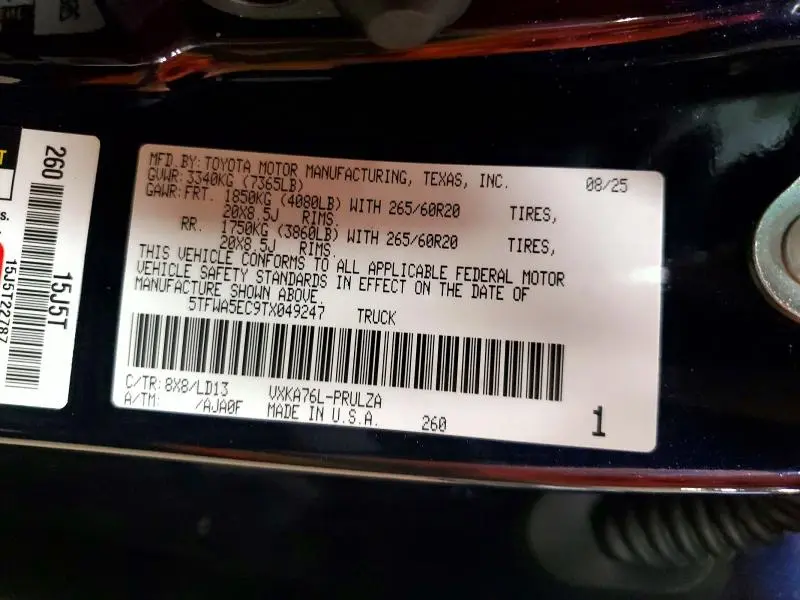 MFD.BY:TOYOTA MOTOR MANUFACTURING, TEXAS, INC. 08/25
GVWR:3340KG (7365LB)
GAWR:FRT. 1850KG (4080LB) WITH 265/60R20 TIRES,
20X8.5J RIMS.
RR. 1750KG (3860LB) WITH 265/60R20 TIRES,
20X8.5J RIMS.
THIS VEHICLE CONFORMS TO ALL APPLICABLE FEDERAL MOTOR
VEHICLE SAFETY STANDARDS IN EFFECT ON THE DATE OF
MANUFACTURE SHOWN ABOVE.
5TFWA5EC9TX049247 TRUCK
C/TR:8X8/LD13 VXKA76L-PRULZA
A/TM: /AJA0F MADE IN U.S.A. 260 1
260
15J5T
15J5T22787